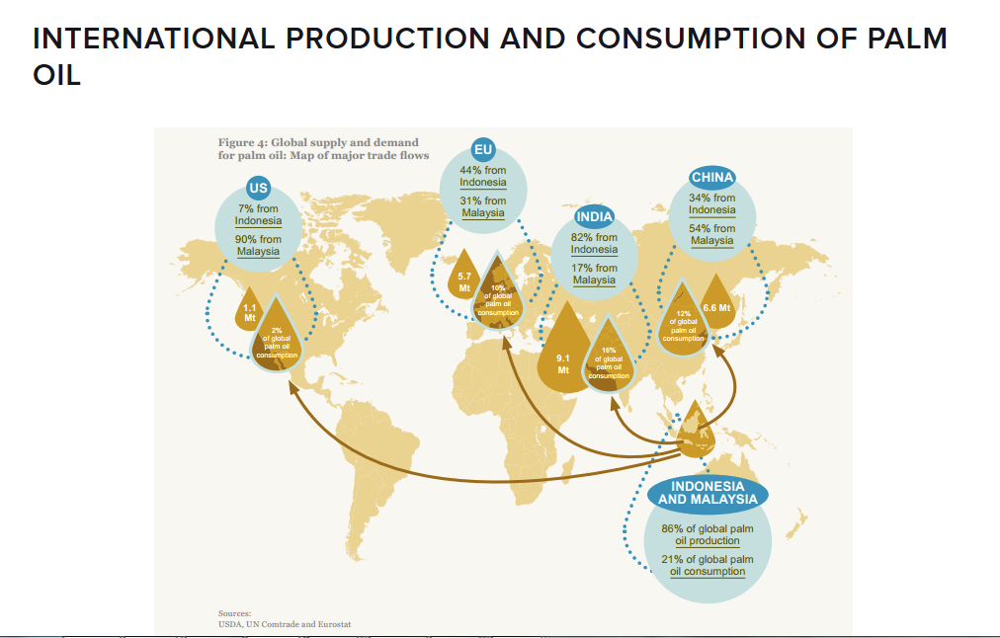 INTERNATIONAL PRODUCTION AND CONSUMPTION OF PALM
OIL
Figure 4: Global supply and demand
for palm oil: Map of major trade flows
US
7% from
Indonesia
90% from
Malaysia
1.1
Mt
2%
of global
palm oil
consumption
EU
44% from
Indonesia
31% from
Malaysia
5.7
Mt
10%
of global
palm oil
consumption
INDIA
82% from
Indonesia
17% from
Malaysia
9.1
Mt
16%
of global
palm oil
consumption
CHINA
34% from
Indonesia
54% from
Malaysia
12%
of global
palm oil
consumption
6.6 Mt
INDONESIA
AND MALAYSIA
86% of global palm
oil production
21% of global palm
oil consumption
Sources:
USDA, UN Comtrade and Eurostat